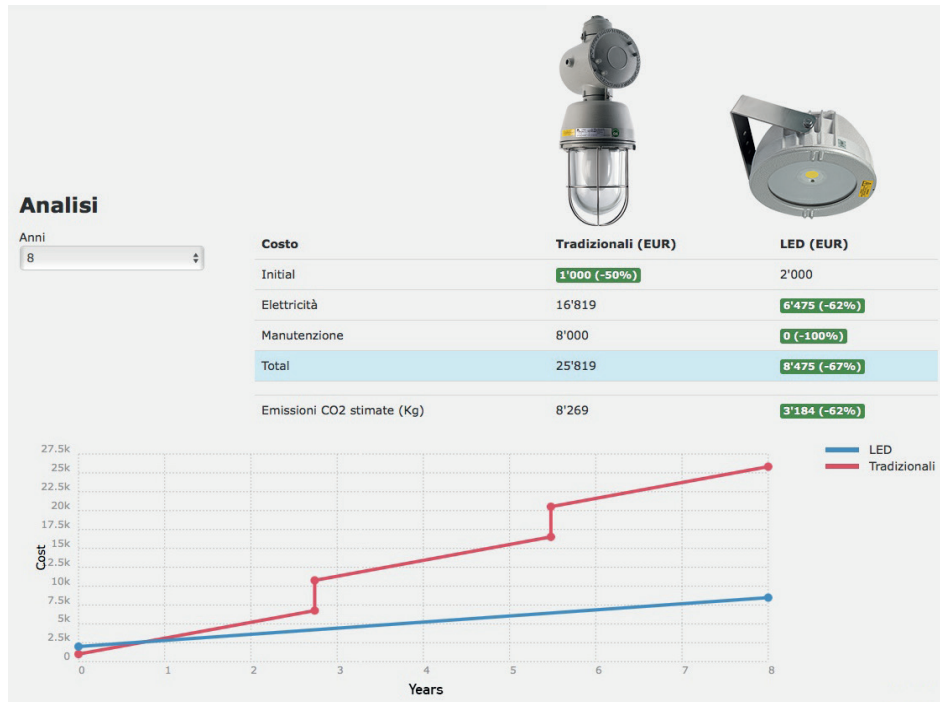 Analisi
Anni
8
Costo Tradizionali (EUR) LED (EUR)
Initial 1'000 (-50%) 2'000
Elettricità 16'819 6'475 (-62%)
Manutenzione 8'000 0 (-100%)
Total 25'819 8'475 (-67%)
Emissioni CO2 stimate (Kg) 8'269 3'184 (-62%)
LED
Tradizionali
27.5k
25k
22.5k
20k
17.5k
15k
2.5k
10k
7.5k
5k
2.5k
0
Cost
0 1 2 3 4 5 6 7 8
Years